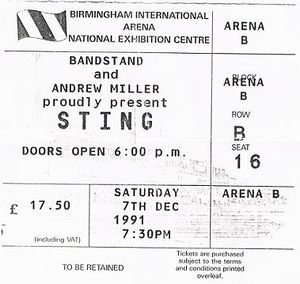 BIRMINGHAM INTERNATIONAL
ARENA
NATIONAL EXHIBITION CENTRE
BANDSTAND
and
ANDREW MILLER
proudly present
STING
DOORS OPEN 6:00 p.m.
ARENA
B
BLOCK
ARENA
B
ROW
B
SEAT
16
£ 17.50
(including VAT)
SATURDAY
7TH DEC
1991
7:30PM
ARENA B
TO BE RETAINED
Tickets are purchased
subject to the terms
and conditions printed
overleaf.